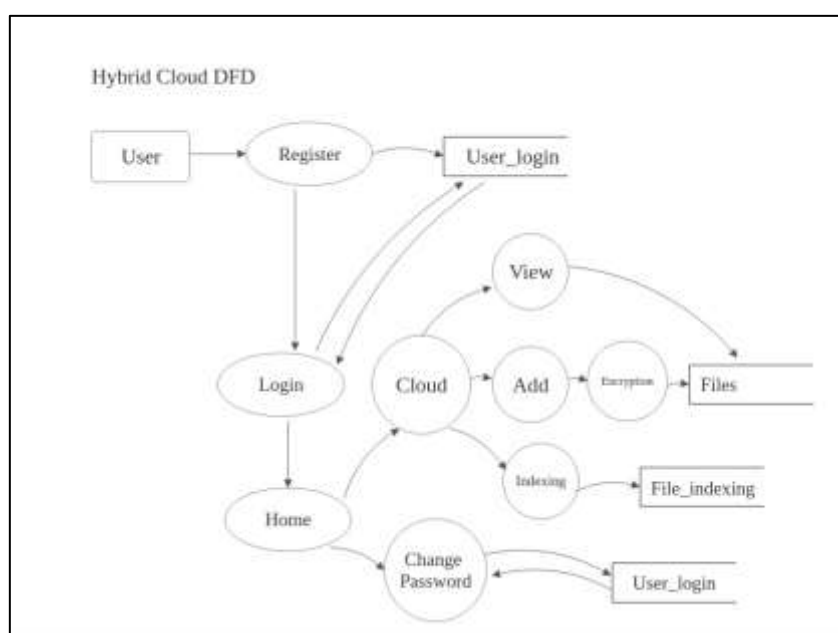 Hybrid Cloud DFD
User
Register
User_login
View
Login
Cloud
Add
Encryption
Files
Indexing
File_indexing
Home
Change
Password
User_login